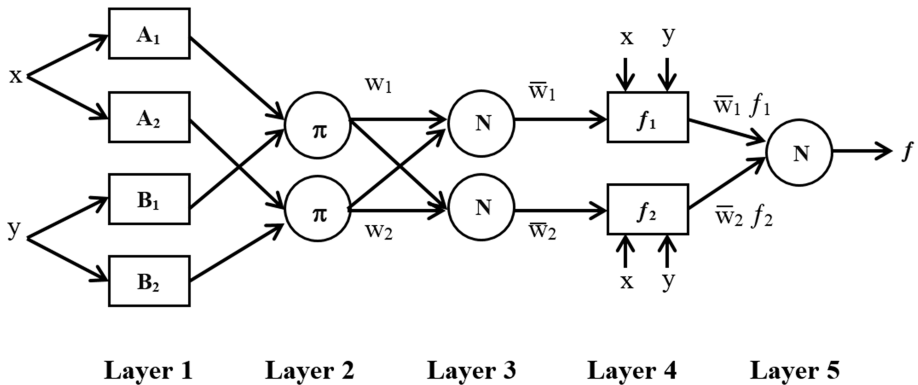 x
y
A₁
A₂
B₁
B₂
π
π
w₁
w₂
N
N
w̅₁
w̅₂
x y
f₁
f₂
x y
w̅₁ f₁
w̅₂ f₂
N
f
Layer 1 Layer 2 Layer 3 Layer 4 Layer 5